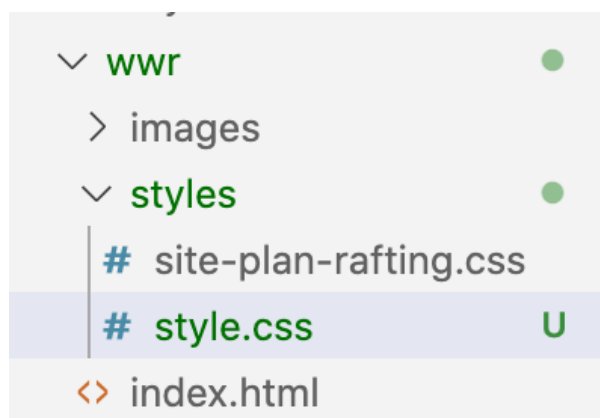 wwr
images
styles
# site-plan-rafting.css
# style.css U
<> index.html